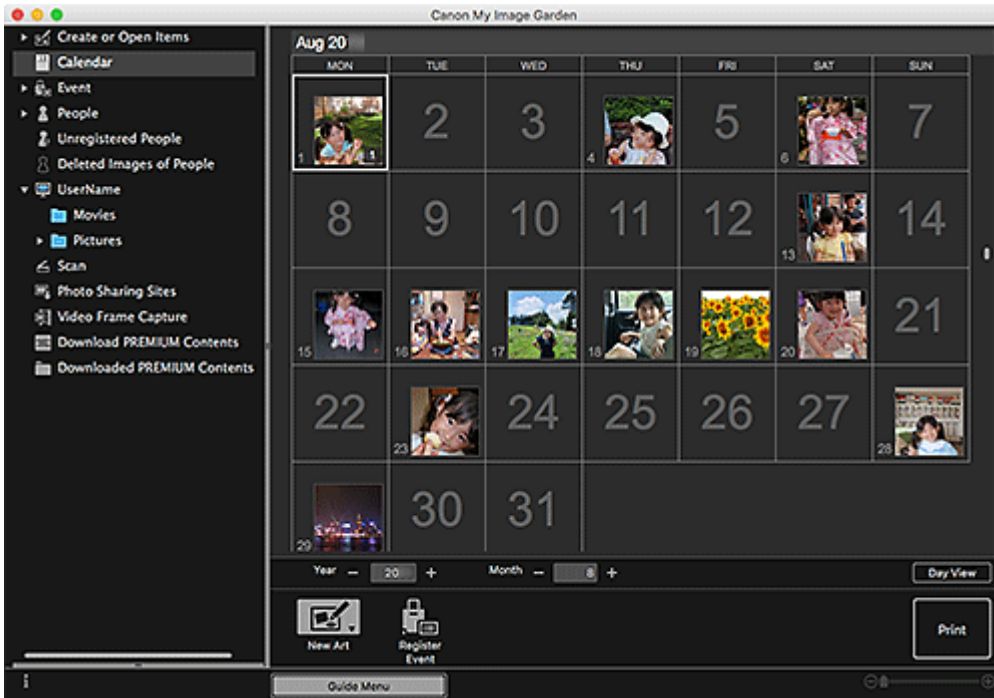 Canon My Image Garden
Create or Open Items
Calendar
Event
People
Unregistered People
Deleted Images of People
UserName
Movies
Pictures
Scan
Photo Sharing Sites
Video Frame Capture
Download PREMIUM Contents
Downloaded PREMIUM Contents
Aug 20
MON TUE WED THU FRI SAT SUN
1 1 2 3 4 5 6 7
8 9 10 11 12 13 14
15 16 17 18 19 20 21
22 23 24 25 26 27 28
29 30 31
Year − 20 + Month − 8 + Day View
New Art
Register Event
Print
Guide Menu